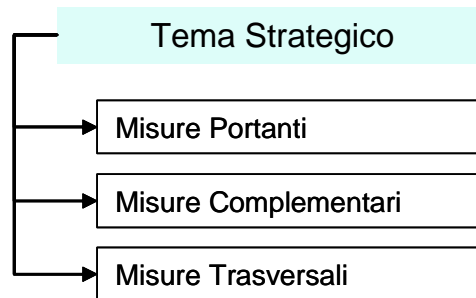 Tema Strategico
Misure Portanti
Misure Complementari
Misure Trasversali